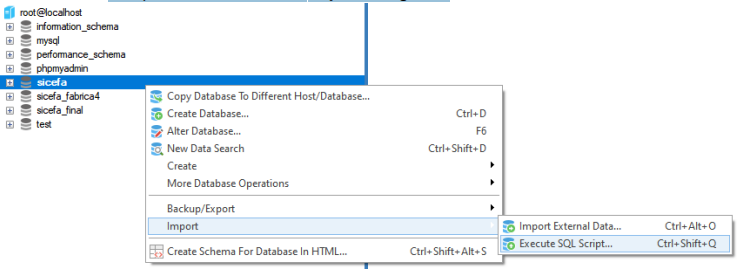 root@localhost
information_schema
mysql
performance_schema
phpmyadmin
sicefa
sicefa_fabrica4
sicefa_final
test
Copy Database To Different Host/Database...
Create Database... Ctrl+D
Alter Database... F6
New Data Search Ctrl+Shift+D
Create
More Database Operations
Backup/Export
Import
Create Schema For Database In HTML... Ctrl+Shift+Alt+S
Import External Data... Ctrl+Alt+O
Execute SQL Script... Ctrl+Shift+Q